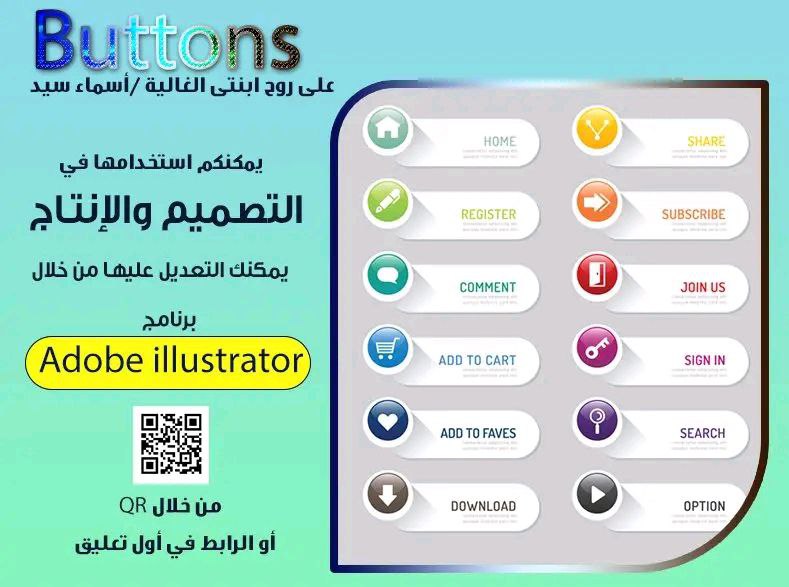 Buttons
على روح ابنتى الغالية /أسماء سيد
يمكنكم استخدامها في
التصميم والإنتاج
يمكنك التعديل عليها من خلال
برنامج
Adobe illustrator
من خلال QR
أو الرابط في أول تعليق
HOME
REGISTER
COMMENT
ADD TO CART
ADD TO FAVES
DOWNLOAD
SHARE
SUBSCRIBE
JOIN US
SIGN IN
SEARCH
OPTION